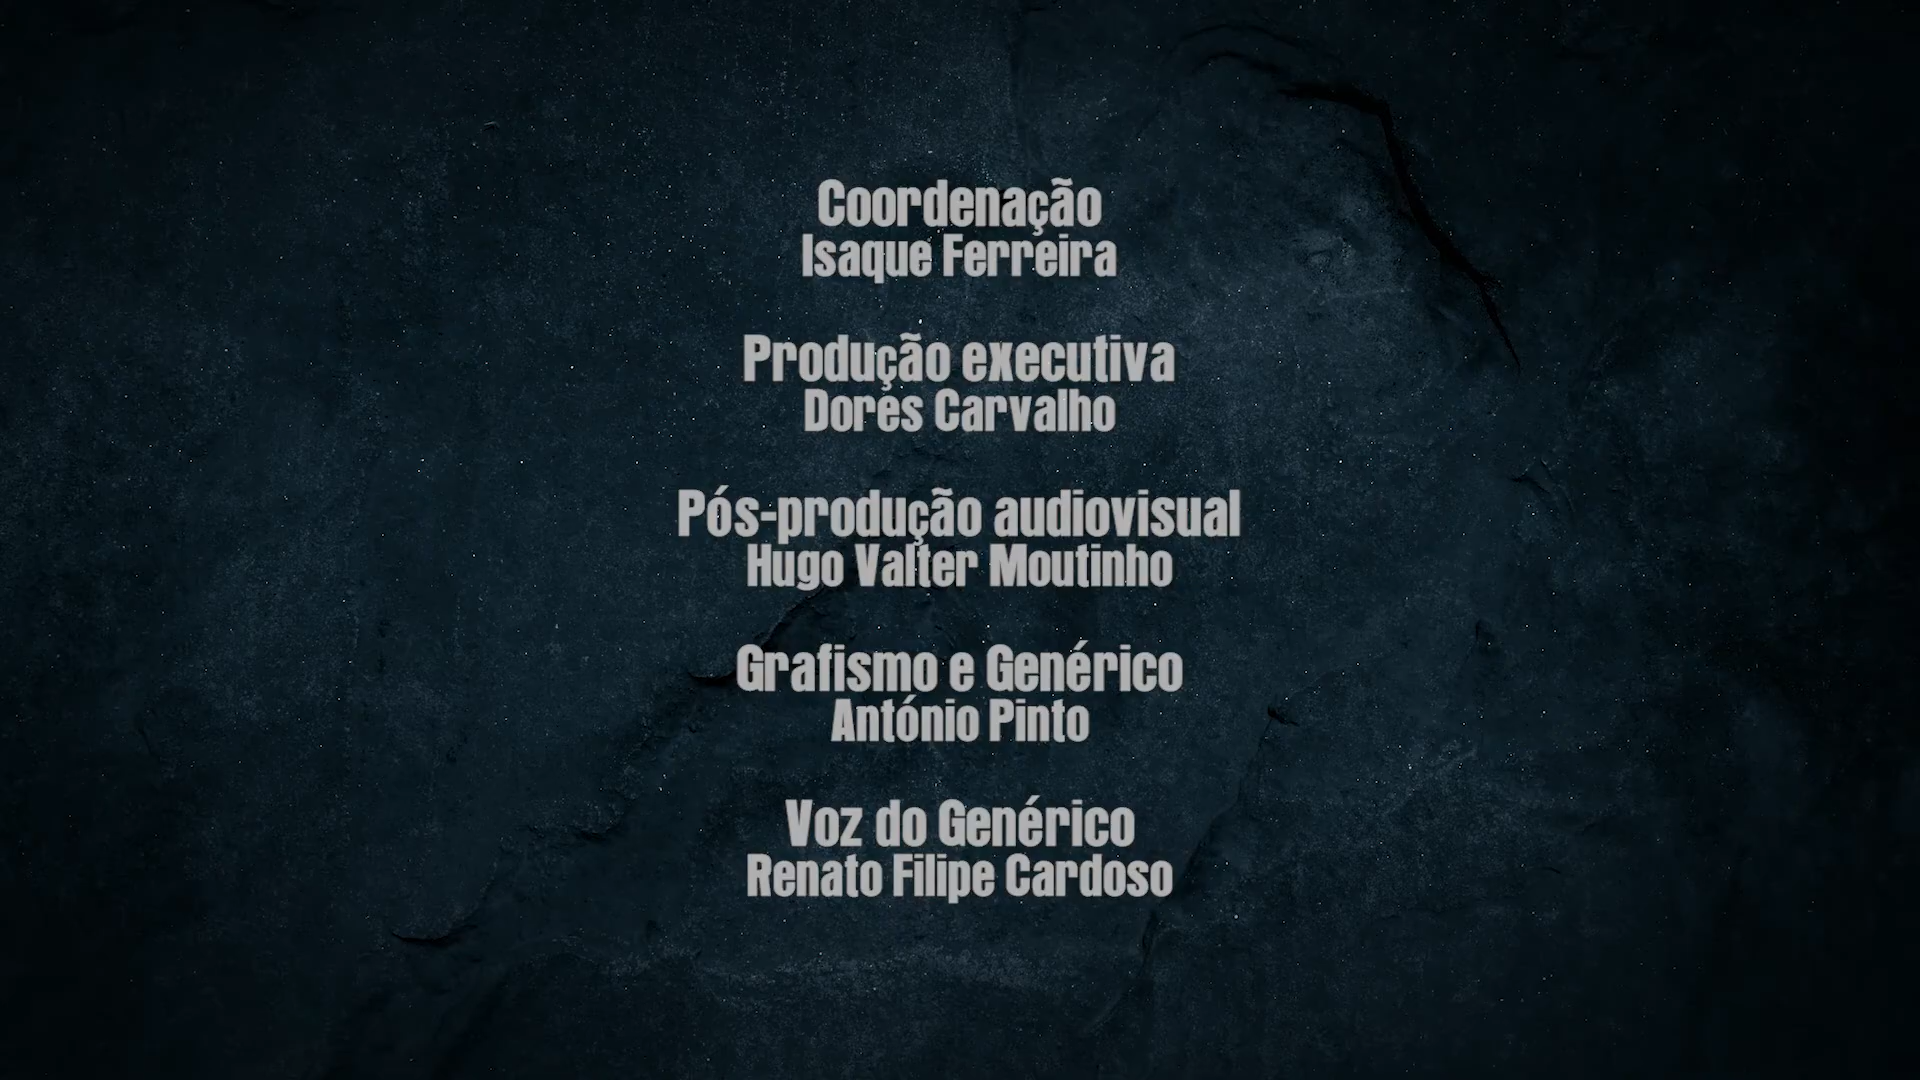 Coordenação
Isaque Ferreira
Produção executiva
Dores Carvalho
Pós-produção audiovisual
Hugo Valter Moutinho
Grafismo e Genérico
António Pinto
Voz do Genérico
Renato Filipe Cardoso